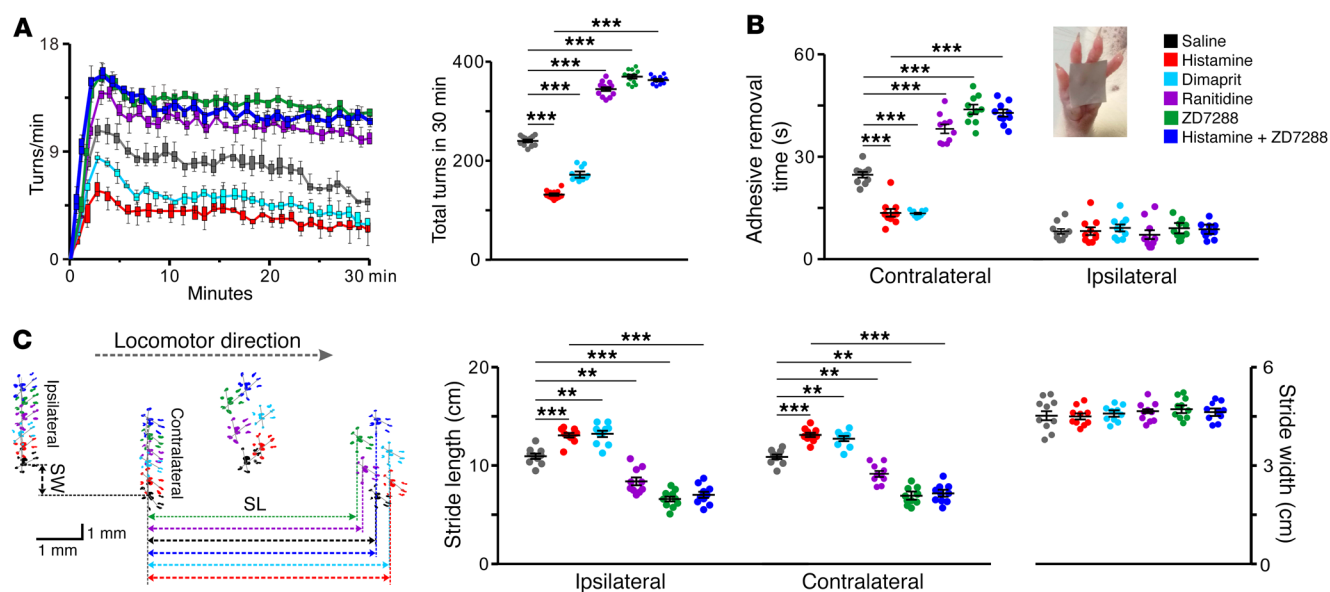 A
18
9
0
Turns/min
0
10
20
30 min
Minutes
400
200
0
Total turns in 30 min
***
***
***
***
***
B
60
30
0
Adhesive removal
time (s)
***
***
***
***
***
Contralateral
Ipsilateral
Saline
Histamine
Dimaprit
Ranitidine
ZD7288
Histamine + ZD7288
C
Locomotor direction
Ipsilateral
Contralateral
SW
SL
1 mm
1 mm
20
10
0
Stride length (cm)
***
***
**
**
***
***
**
**
**
***
Ipsilateral
Contralateral
6
3
0
Stride width (cm)